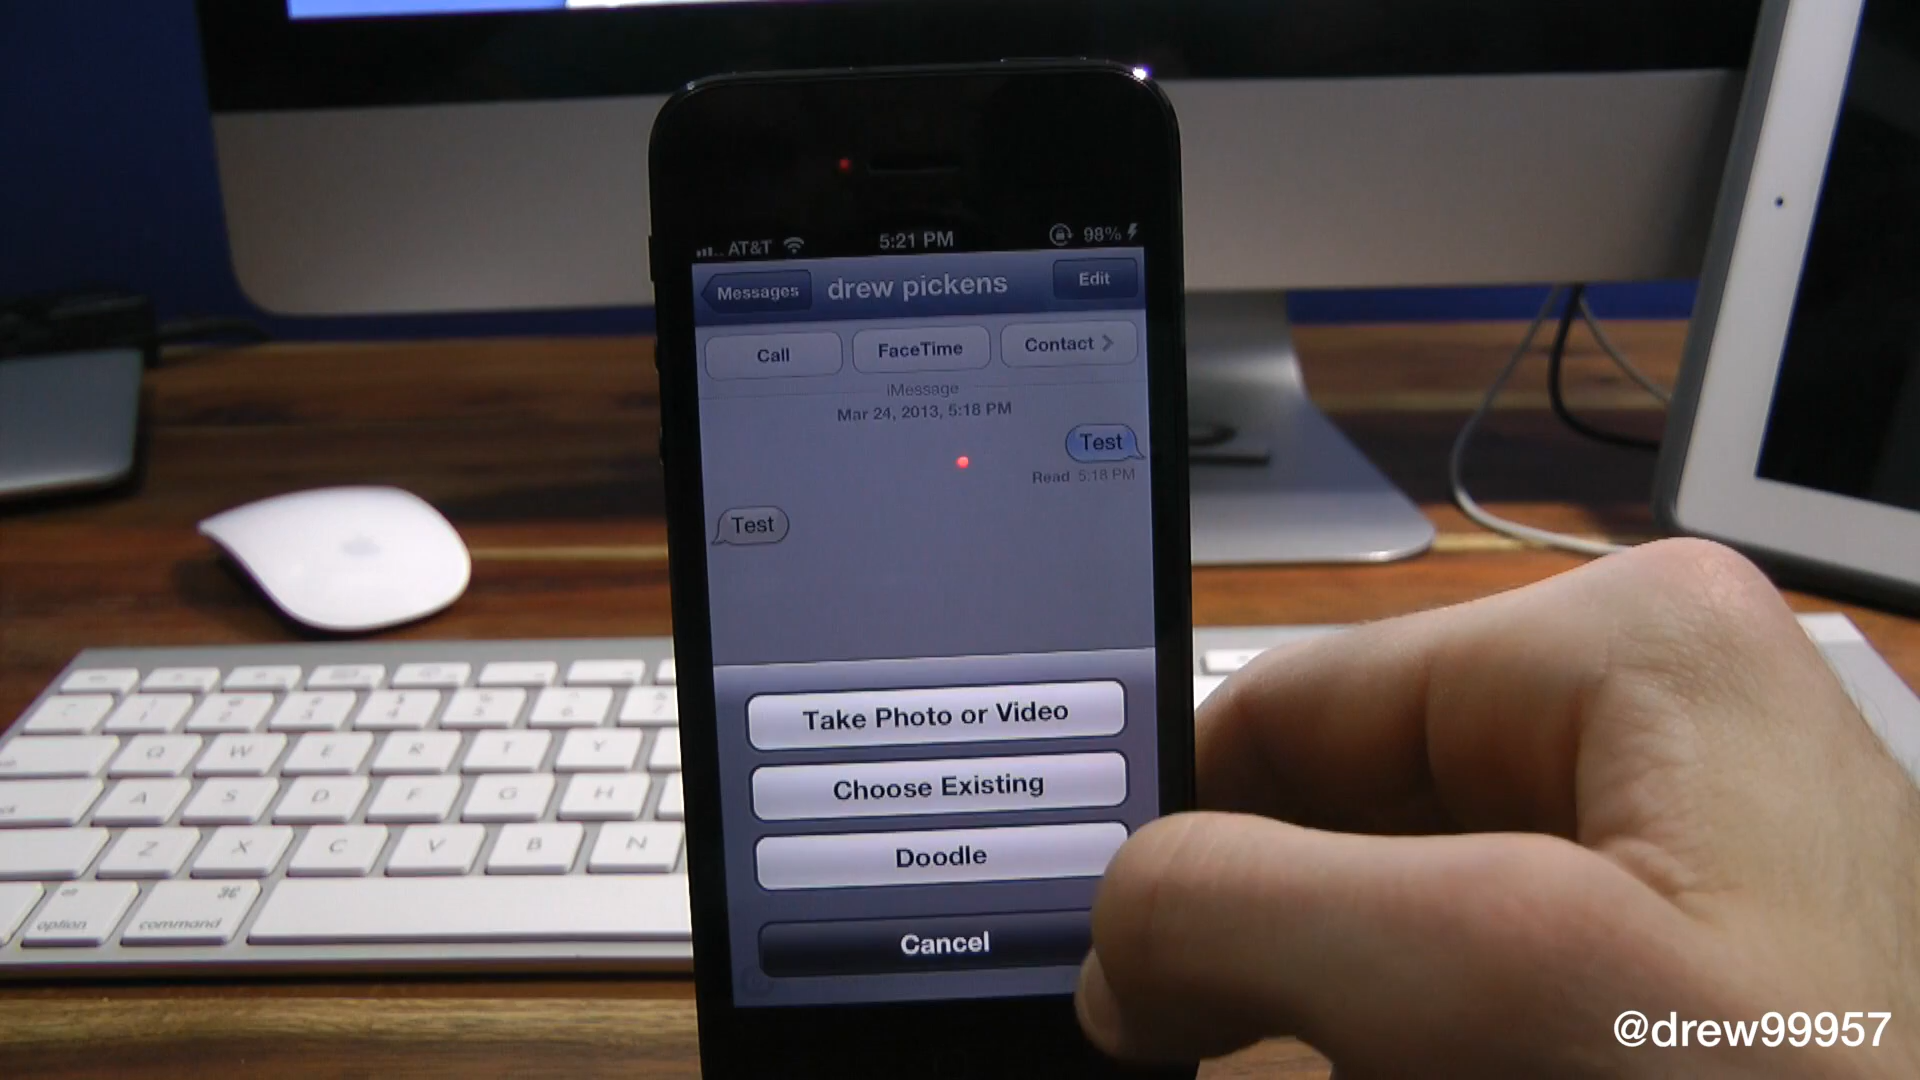 AT&T 5:21 PM 98%
Messages drew pickens Edit
Call FaceTime Contact
iMessage
Mar 24, 2013, 5:18 PM
Test
Read 5:18 PM
Test
Take Photo or Video
Choose Existing
Doodle
Cancel
Q W E R T Y
A S D F G H
Z X C V B N
option command
@drew99957